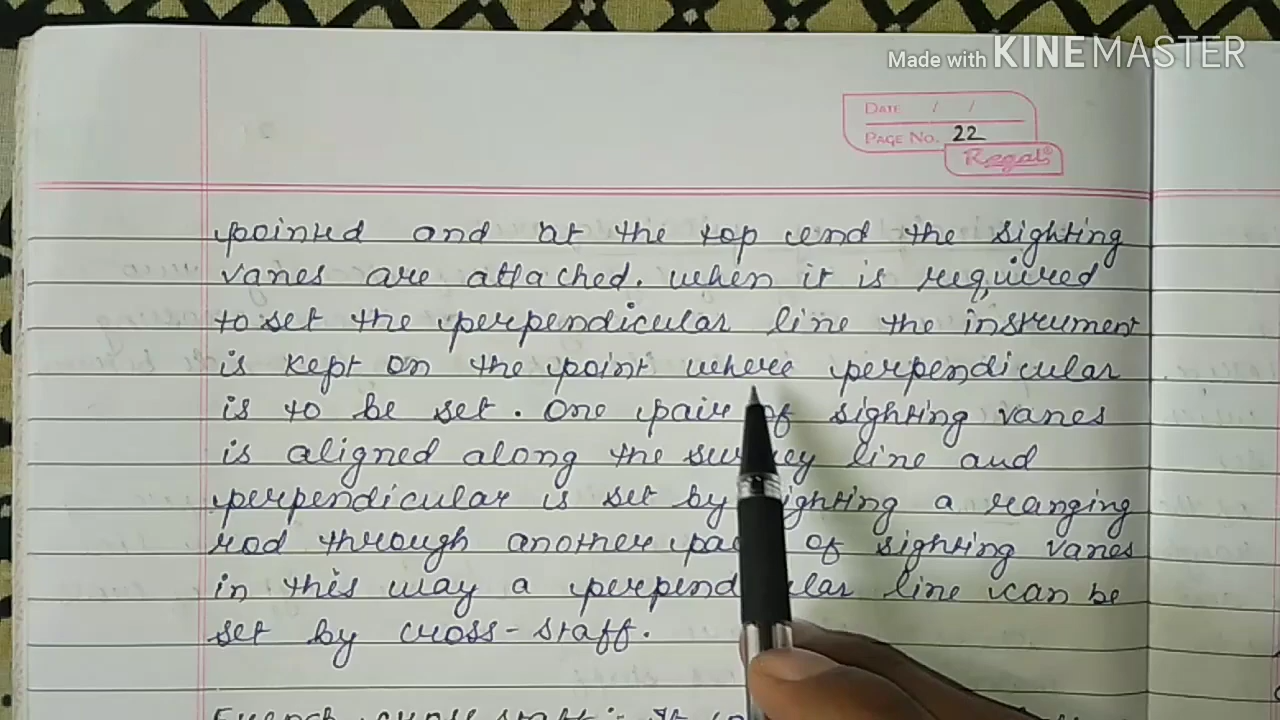 Made with KINEMASTER
DATE / /
PAGE NO. 22
Regal®
pointed and at the top end the sighting
vanes are attached. when it is required
to set the perpendicular line the instrument
is kept on the point where perpendicular
is to be set. One pair of sighting vanes
is aligned along the survey line and
perpendicular is set by sighting a ranging
rod through another pair of sighting vanes
in this way a perpendicular line can be
set by cross-staff.
French cross staff:- It